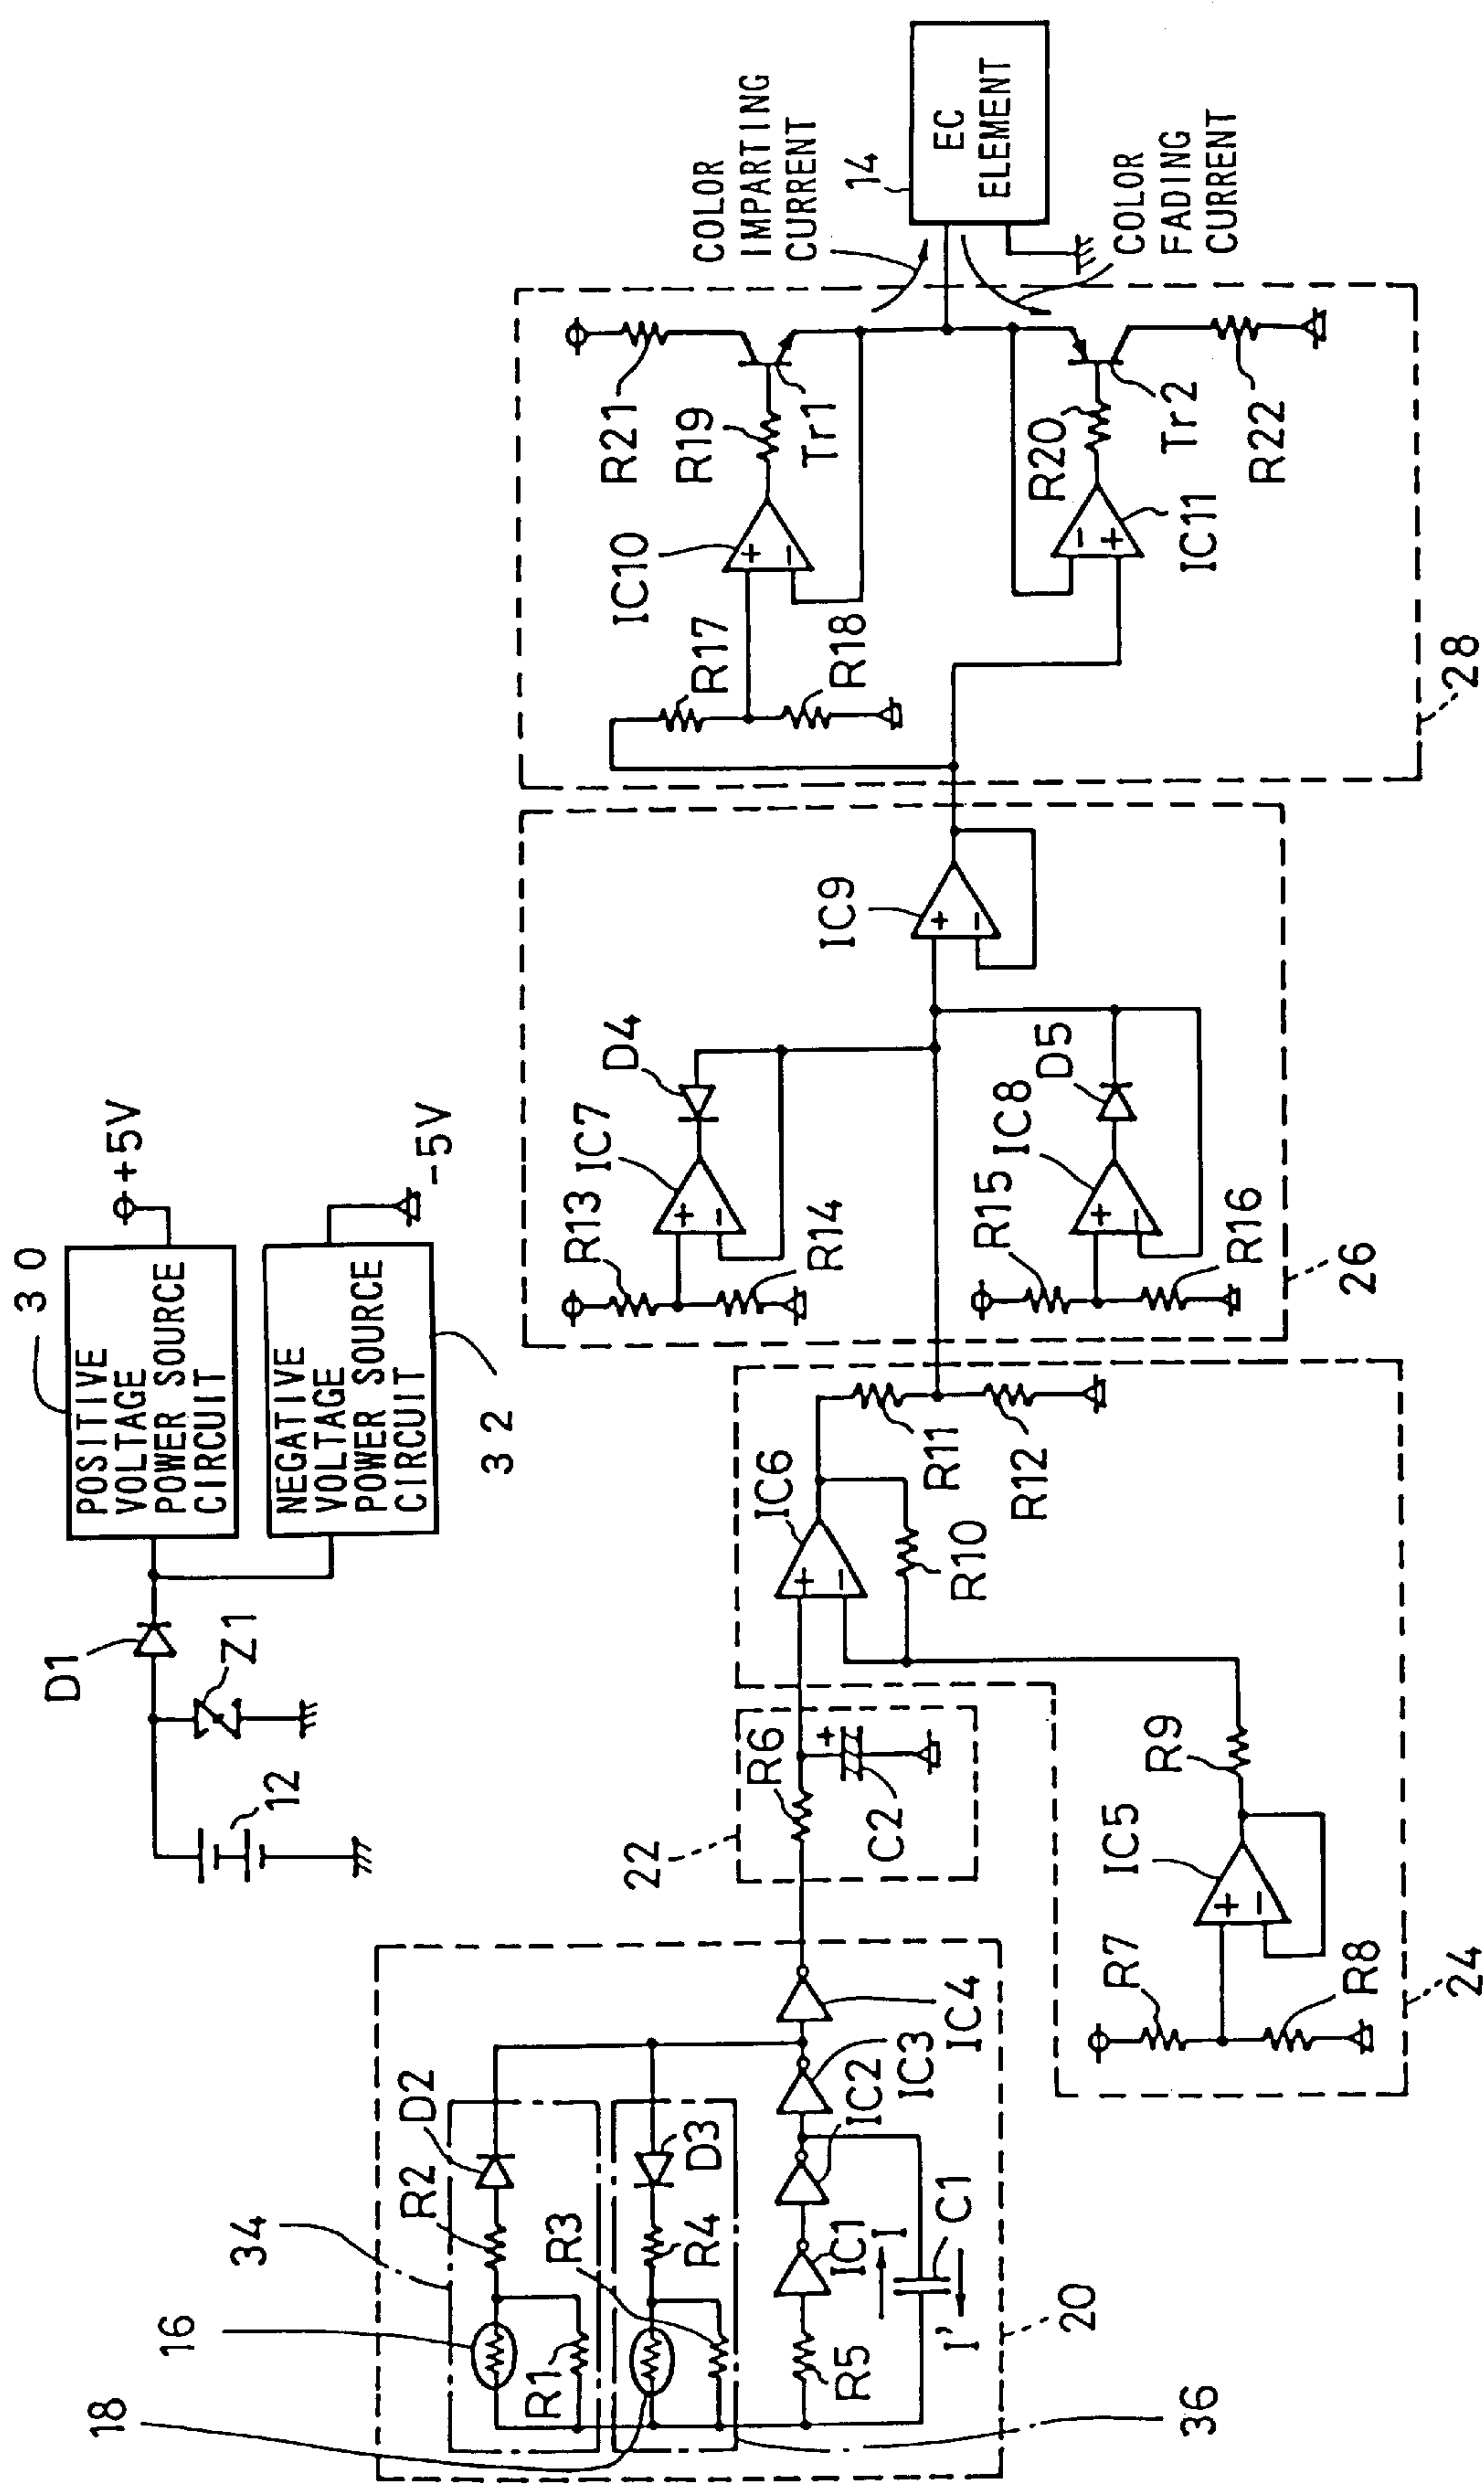 30
POSITIVE
VOLTAGE
POWER SOURCE
CIRCUIT
+5V
NEGATIVE
VOLTAGE
POWER SOURCE
CIRCUIT
-5V
32
D1
Z1
12
18
16
34
R2
D2
R1
R3
R4
D3
R5
IC1
IC2
IC3
IC4
I
I'
C1
20
36
22
R6
+
C2
IC6
+
−
R10
R11
R12
R7
R8
IC5
+
−
R9
24
R13
R14
IC7
+
−
D4
R15
R16
IC8
+
−
D5
IC9
+
−
26
R17
R18
IC10
+
−
R19
R21
Tr1
IC11
−
+
R20
Tr2
R22
28
COLOR
IMPARTING
CURRENT
14
EC
ELEMENT
COLOR
FADING
CURRENT